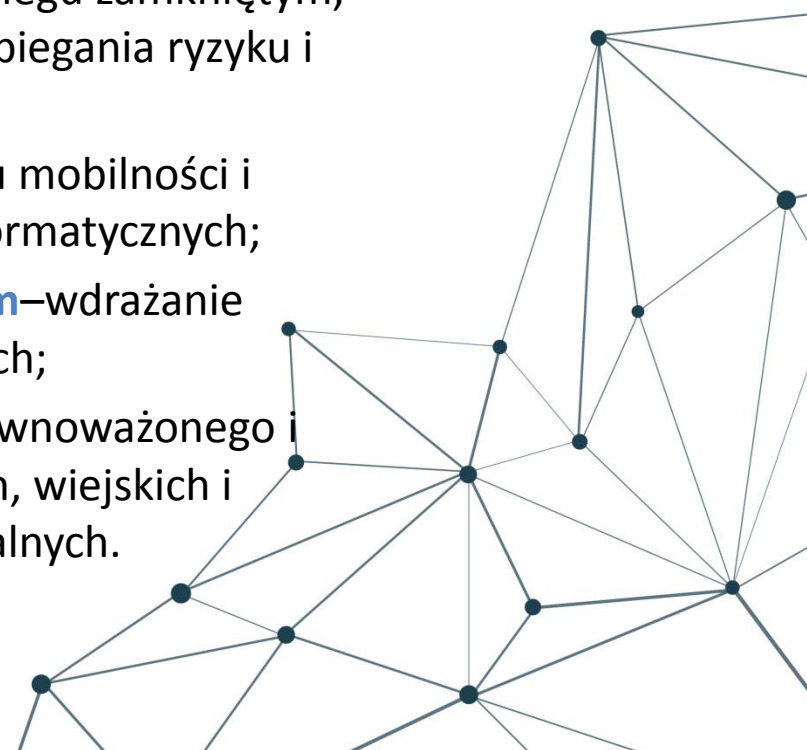 biegania ryzyku i
u mobilności i
ormatycznych;
m–wdrażanie
ch;
wnoważonego i
n, wiejskich i
alnych.